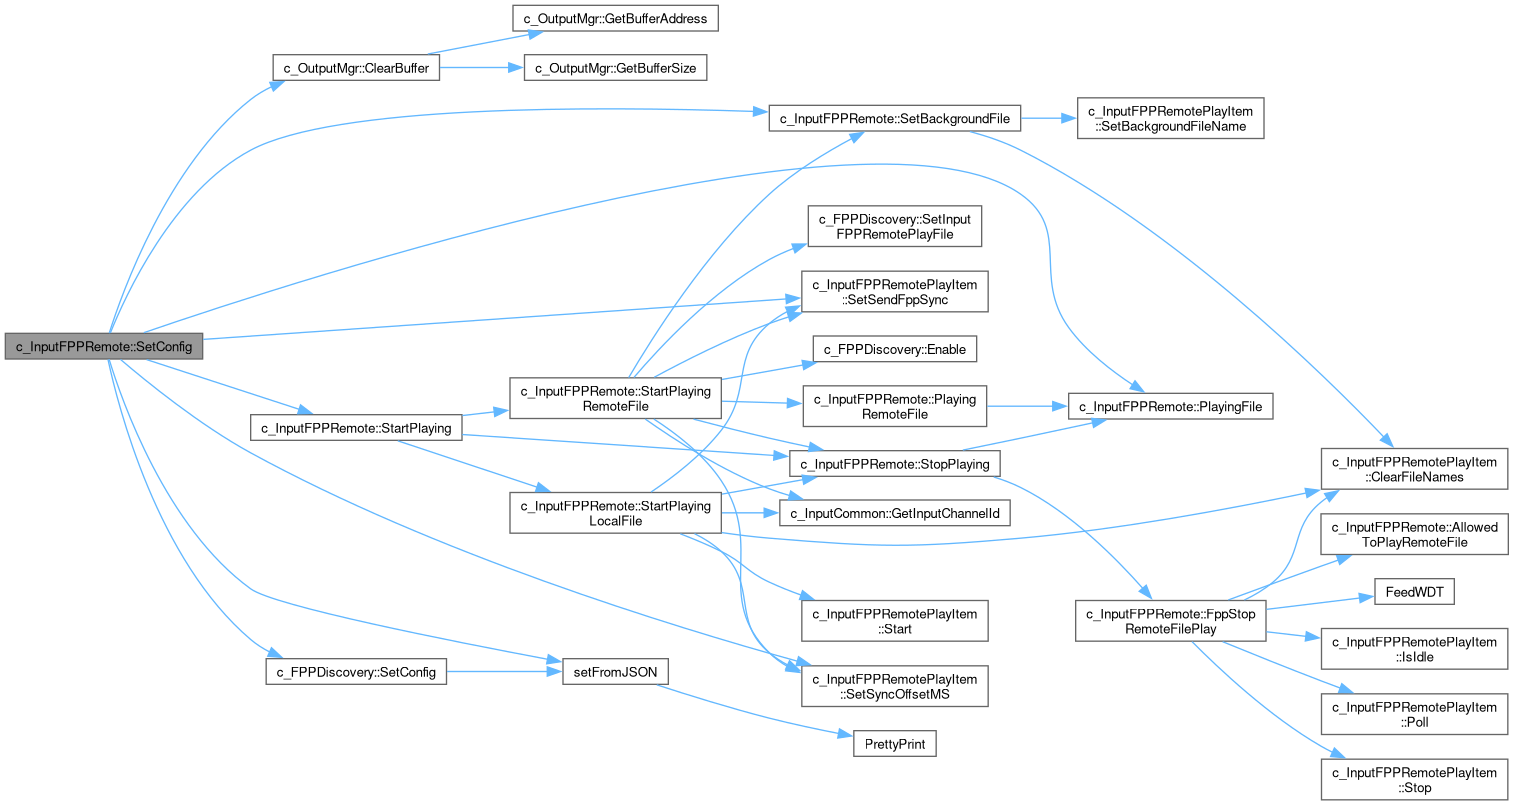 c_OutputMgr::GetBufferAddress
c_OutputMgr::ClearBuffer
c_OutputMgr::GetBufferSize
c_InputFPPRemote::SetBackgroundFile
c_InputFPPRemotePlayItem
::SetBackgroundFileName
c_FPPDiscovery::SetInput
FPPRemotePlayFile
c_InputFPPRemotePlayItem
::SetSendFppSync
c_InputFPPRemote::SetConfig
c_FPPDiscovery::Enable
c_InputFPPRemote::StartPlaying
RemoteFile
c_InputFPPRemote::Playing
RemoteFile
c_InputFPPRemote::PlayingFile
c_InputFPPRemote::StartPlaying
c_InputFPPRemote::StopPlaying
c_InputFPPRemotePlayItem
::ClearFileNames
c_InputFPPRemote::StartPlaying
LocalFile
c_InputCommon::GetInputChannelId
c_InputFPPRemote::Allowed
ToPlayRemoteFile
FeedWDT
c_InputFPPRemotePlayItem
::Start
c_InputFPPRemote::FppStop
RemoteFilePlay
c_InputFPPRemotePlayItem
::IsIdle
c_FPPDiscovery::SetConfig
setFromJSON
c_InputFPPRemotePlayItem
::SetSyncOffsetMS
c_InputFPPRemotePlayItem
::Poll
PrettyPrint
c_InputFPPRemotePlayItem
::Stop